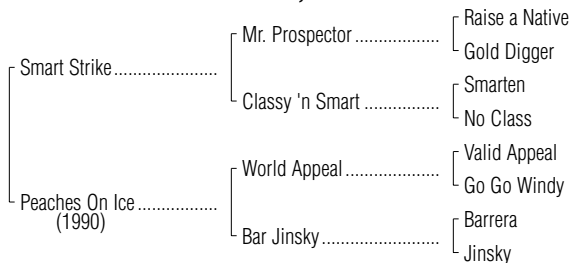 Raise a Native
Mr. Prospector ....................
Gold Digger
Smart Strike .....................
Smarten
Classy 'n Smart ..................
No Class
Valid Appeal
World Appeal ......................
Go Go Windy
Peaches On Ice ................
(1990)
Barrera
Bar Jinsky .........................
Jinsky